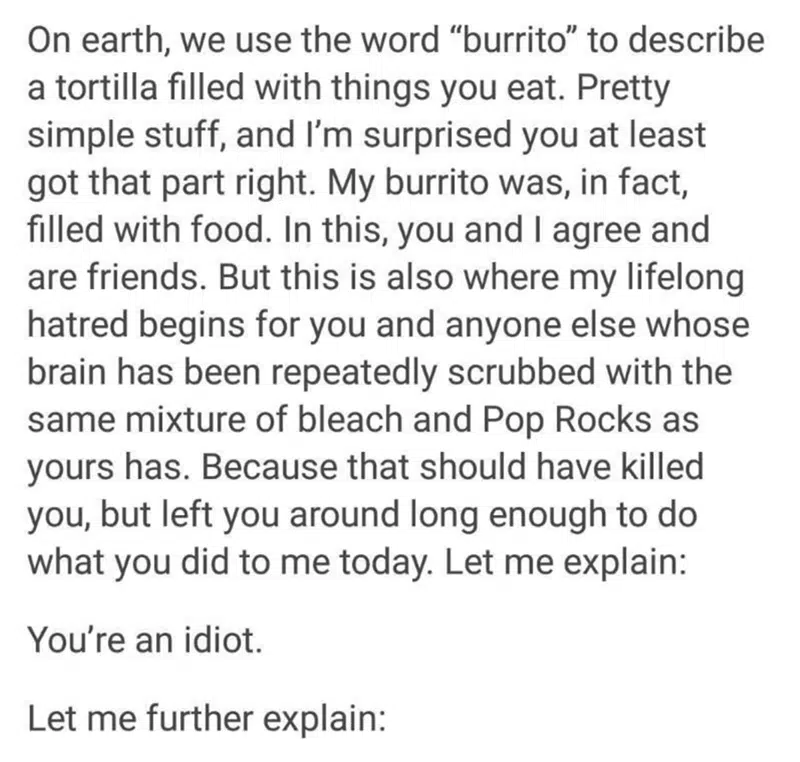 On earth, we use the word “burrito” to describe
a tortilla filled with things you eat. Pretty
simple stuff, and I’m surprised you at least
got that part right. My burrito was, in fact,
filled with food. In this, you and I agree and
are friends. But this is also where my lifelong
hatred begins for you and anyone else whose
brain has been repeatedly scrubbed with the
same mixture of bleach and Pop Rocks as
yours has. Because that should have killed
you, but left you around long enough to do
what you did to me today. Let me explain:
You’re an idiot.
Let me further explain: